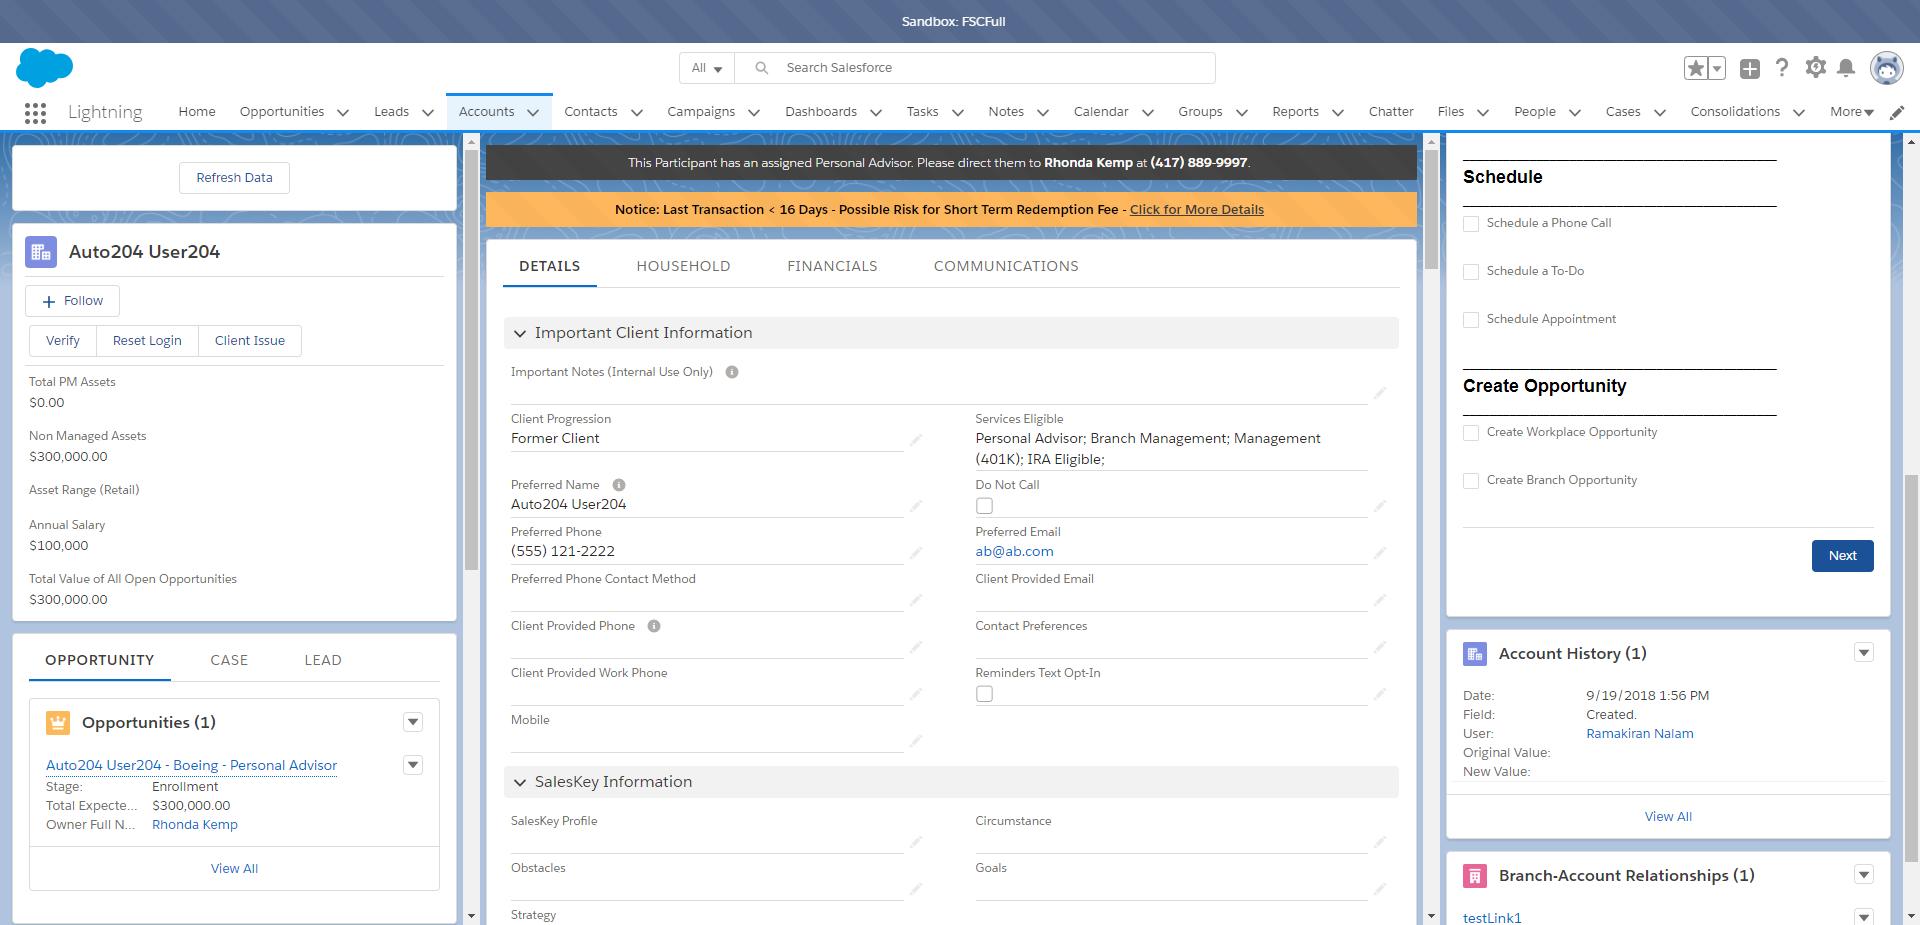 Sandbox: FSCFull
All
Search Salesforce
Lightning
Home
Opportunities
Leads
Accounts
Contacts
Campaigns
Dashboards
Tasks
Notes
Calendar
Groups
Reports
Chatter
Files
People
Cases
Consolidations
More
Refresh Data
Auto204 User204
Follow
Verify
Reset Login
Client Issue
Total PM Assets
$0.00
Non Managed Assets
$300,000.00
Asset Range (Retail)
Annual Salary
$100,000
Total Value of All Open Opportunities
$300,000.00
OPPORTUNITY
CASE
LEAD
Opportunities (1)
Auto204 User204 - Boeing - Personal Advisor
Stage: Enrollment
Total Expecte... $300,000.00
Owner Full N... Rhonda Kemp
View All
This Participant has an assigned Personal Advisor. Please direct them to Rhonda Kemp at (417) 889-9997.
Notice: Last Transaction < 16 Days - Possible Risk for Short Term Redemption Fee - Click for More Details
DETAILS
HOUSEHOLD
FINANCIALS
COMMUNICATIONS
Important Client Information
Important Notes (Internal Use Only)
Client Progression
Former Client
Services Eligible
Personal Advisor; Branch Management; Management
(401K); IRA Eligible;
Preferred Name
Auto204 User204
Do Not Call
Preferred Phone
(555) 121-2222
Preferred Email
ab@ab.com
Preferred Phone Contact Method
Client Provided Email
Client Provided Phone
Contact Preferences
Client Provided Work Phone
Reminders Text Opt-In
Mobile
SalesKey Information
SalesKey Profile
Circumstance
Obstacles
Goals
Strategy
Schedule
Schedule a Phone Call
Schedule a To-Do
Schedule Appointment
Create Opportunity
Create Workplace Opportunity
Create Branch Opportunity
Next
Account History (1)
Date: 9/19/2018 1:56 PM
Field: Created.
User: Ramakiran Nalam
Original Value:
New Value:
View All
Branch-Account Relationships (1)
testLink1